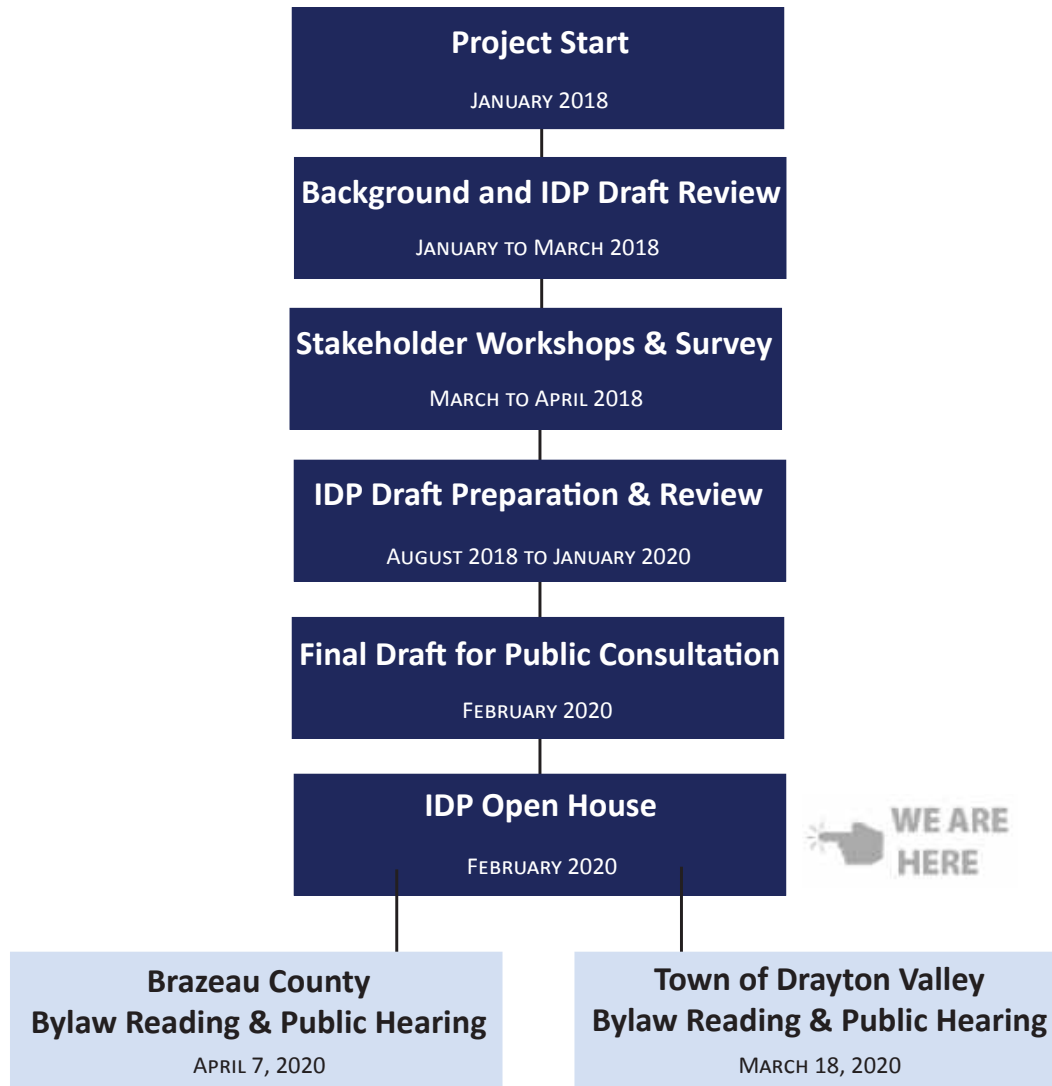 Project Start
January 2018
Background and IDP Draft Review
January to March 2018
Stakeholder Workshops & Survey
March to April 2018
IDP Draft Preparation & Review
August 2018 to January 2020
Final Draft for Public Consultation
February 2020
IDP Open House
February 2020
WE ARE
HERE
Brazeau County
Bylaw Reading & Public Hearing
April 7, 2020
Town of Drayton Valley
Bylaw Reading & Public Hearing
March 18, 2020